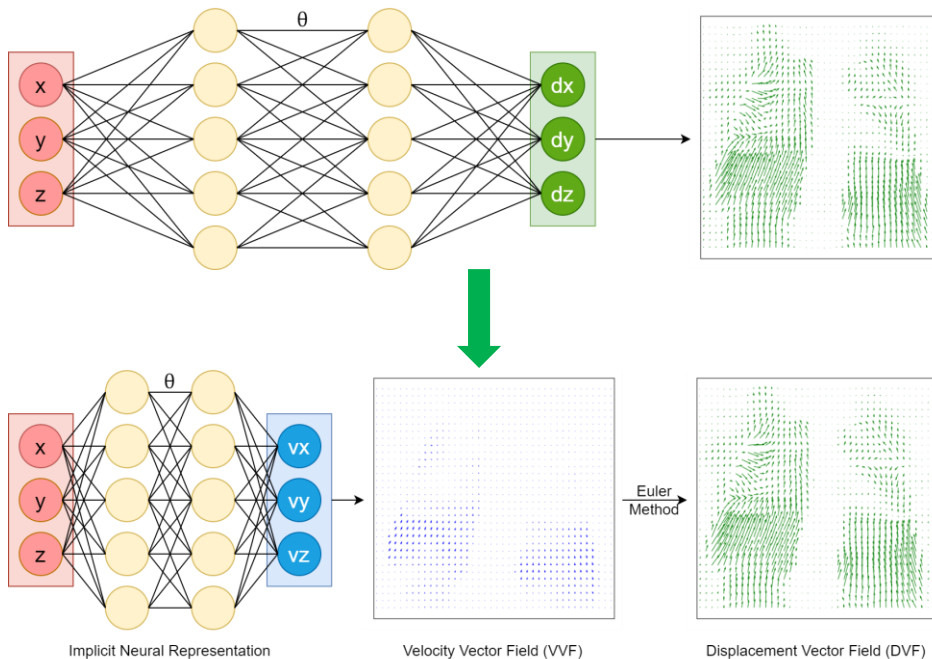 θ
x
y
z
dx
dy
dz
θ
x
y
z
vx
vy
vz
Euler
Method
Implicit Neural Representation
Velocity Vector Field (VVF)
Displacement Vector Field (DVF)